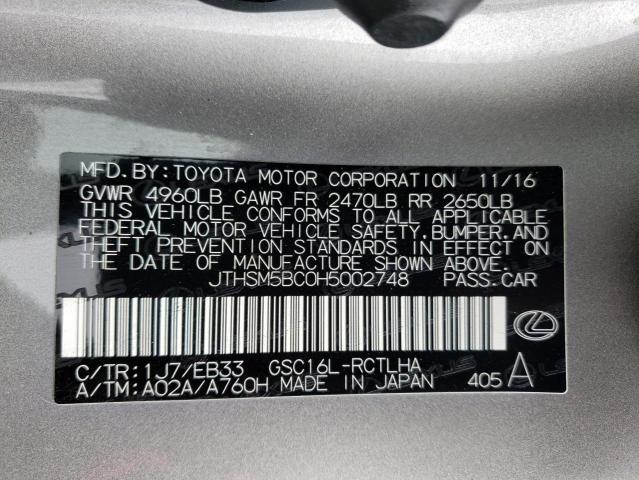 MFD. BY: TOYOTA MOTOR CORPORATION 11/16
GVWR 4960LB GAWR FR 2470LB RR 2650LB
THIS VEHICLE CONFORMS TO ALL APPLICABLE
FEDERAL MOTOR VEHICLE SAFETY, BUMPER, AND
THEFT PREVENTION STANDARDS IN EFFECT ON
THE DATE OF MANUFACTURE SHOWN ABOVE.
JTHSM5BC0H5002748 PASS. CAR
C/TR: 1J7/EB33 GSC16L-RCTLHA
A/TM: A02A/A760H MADE IN JAPAN 405 A